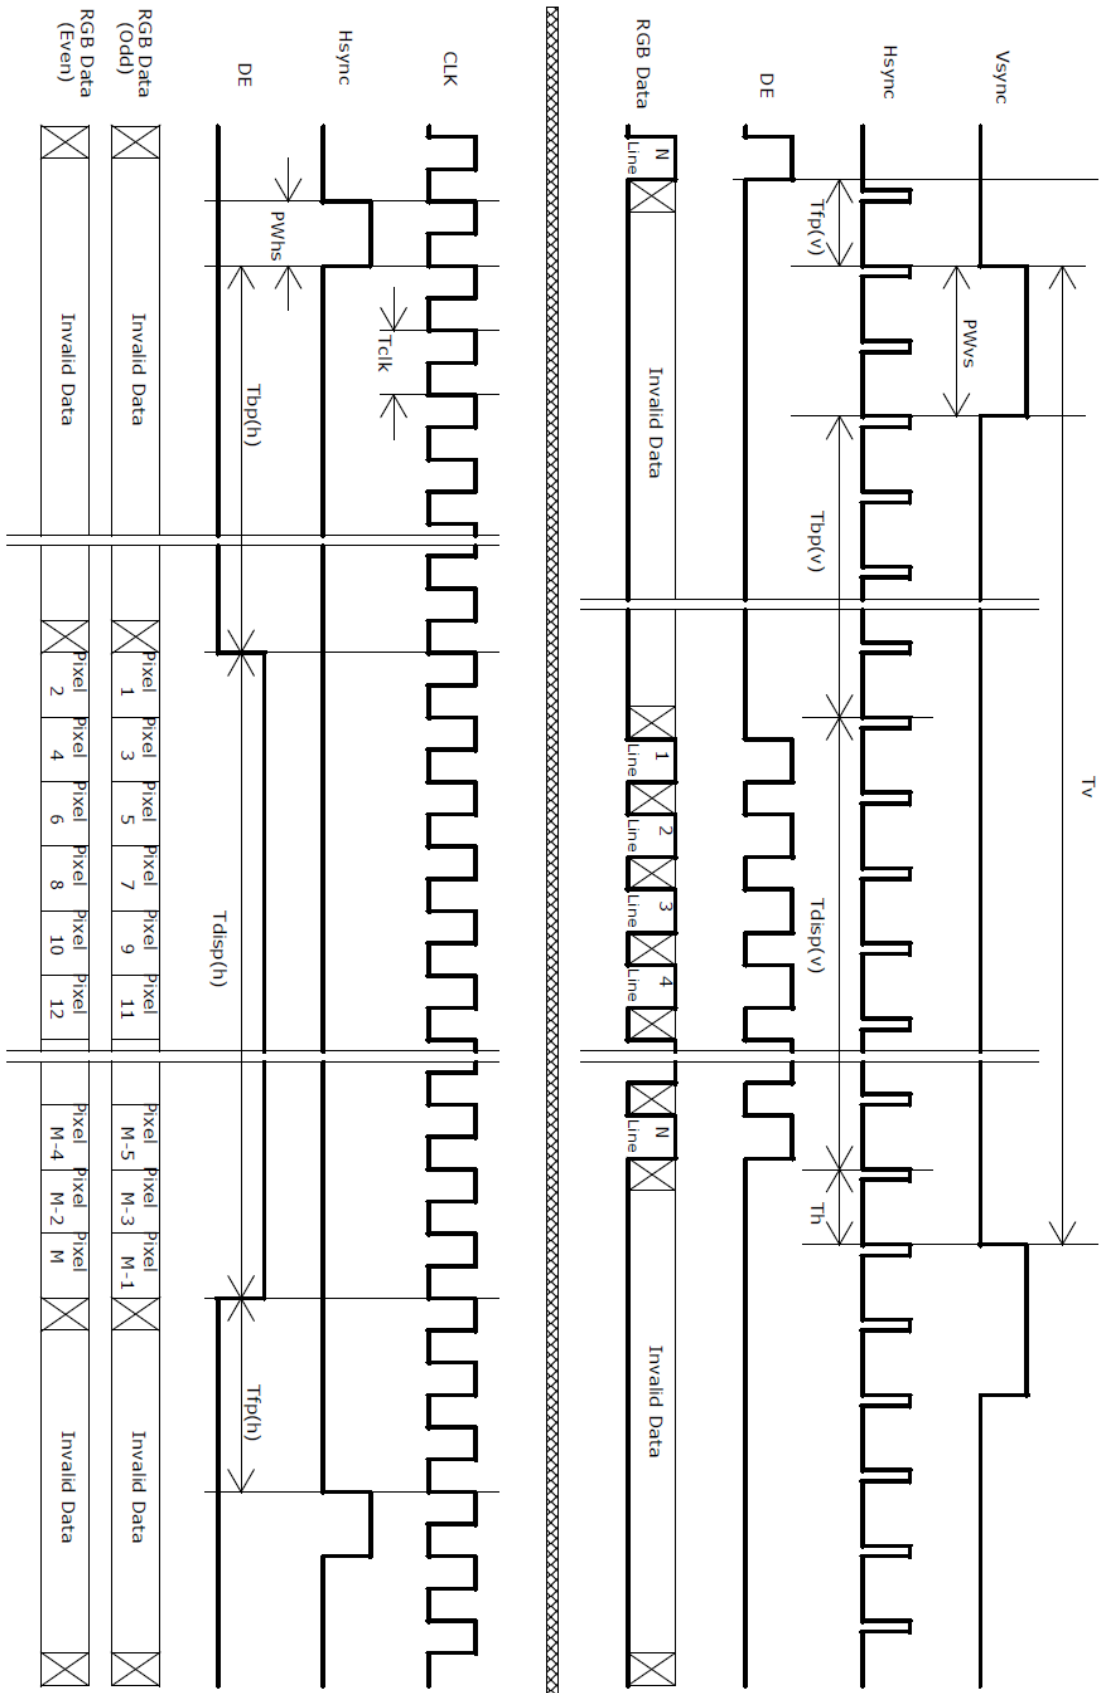 Tv
Vsync
PWvs
Hsync
Tfp(v)
Tbp(v)
Tdisp(v)
Th
DE
RGB Data
Line N
Invalid Data
Line 1
Line 2
Line 3
Line 4
Line N
Invalid Data
CLK
Tclk
Hsync
PWhs
DE
Tbp(h)
Tdisp(h)
Tfp(h)
RGB Data
(Odd)
Invalid Data
Pixel 1
Pixel 3
Pixel 5
Pixel 7
Pixel 9
Pixel 11
Pixel M-5
Pixel M-3
Pixel M-1
Invalid Data
RGB Data
(Even)
Invalid Data
Pixel 2
Pixel 4
Pixel 6
Pixel 8
Pixel 10
Pixel 12
Pixel M-4
Pixel M-2
Pixel M
Invalid Data